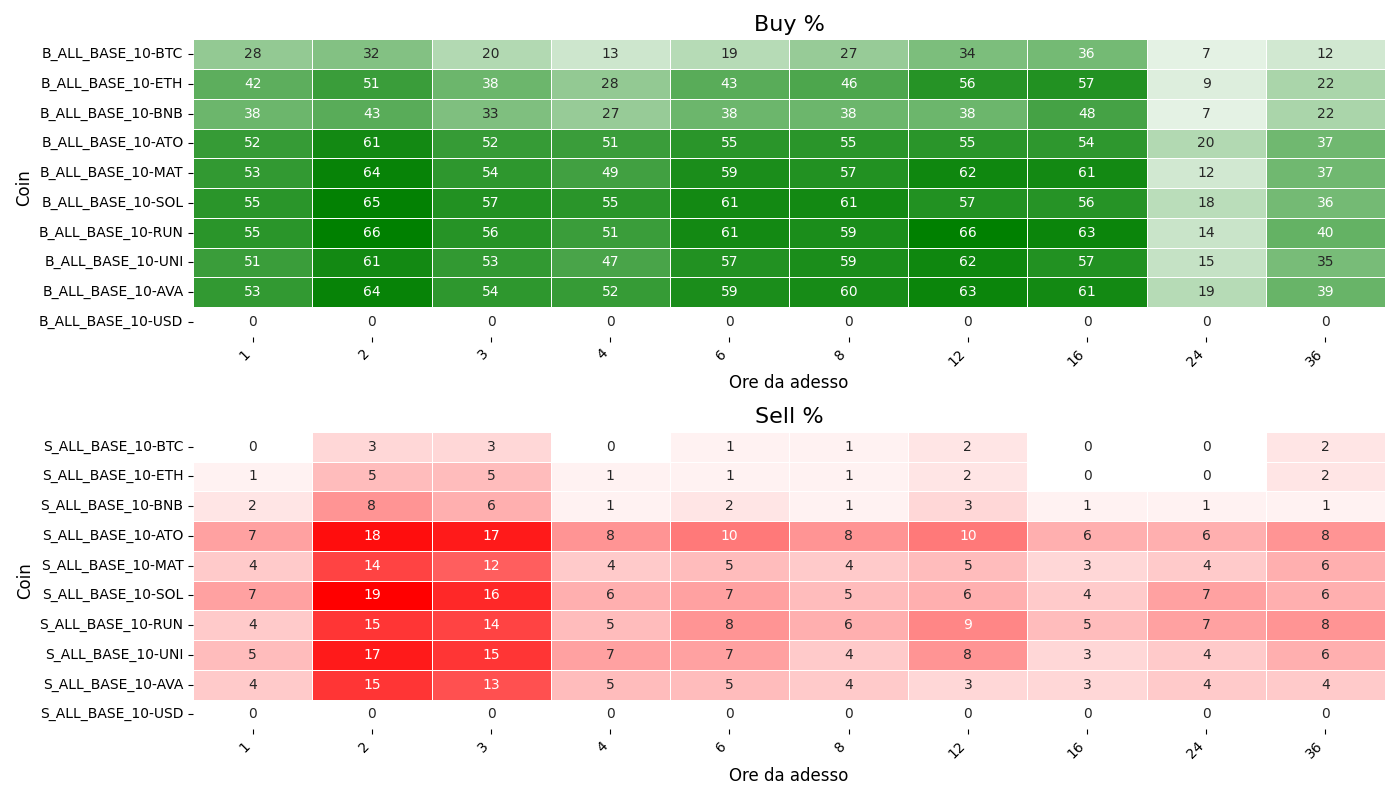 Buy %
Coin
B_ALL_BASE_10-BTC 28 32 20 13 19 27 34 36 7 12
B_ALL_BASE_10-ETH 42 51 38 28 43 46 56 57 9 22
B_ALL_BASE_10-BNB 38 43 33 27 38 38 38 48 7 22
B_ALL_BASE_10-ATO 52 61 52 51 55 55 55 54 20 37
B_ALL_BASE_10-MAT 53 64 54 49 59 57 62 61 12 37
B_ALL_BASE_10-SOL 55 65 57 55 61 61 57 56 18 36
B_ALL_BASE_10-RUN 55 66 56 51 61 59 66 63 14 40
B_ALL_BASE_10-UNI 51 61 53 47 57 59 62 57 15 35
B_ALL_BASE_10-AVA 53 64 54 52 59 60 63 61 19 39
B_ALL_BASE_10-USD 0 0 0 0 0 0 0 0 0 0
1 2 3 4 6 8 12 16 24 36
Ore da adesso
Sell %
Coin
S_ALL_BASE_10-BTC 0 3 3 0 1 1 2 0 0 2
S_ALL_BASE_10-ETH 1 5 5 1 1 1 2 0 0 2
S_ALL_BASE_10-BNB 2 8 6 1 2 1 3 1 1 1
S_ALL_BASE_10-ATO 7 18 17 8 10 8 10 6 6 8
S_ALL_BASE_10-MAT 4 14 12 4 5 4 5 3 4 6
S_ALL_BASE_10-SOL 7 19 16 6 7 5 6 4 7 6
S_ALL_BASE_10-RUN 4 15 14 5 8 6 9 5 7 8
S_ALL_BASE_10-UNI 5 17 15 7 7 4 8 3 4 6
S_ALL_BASE_10-AVA 4 15 13 5 5 4 3 3 4 4
S_ALL_BASE_10-USD 0 0 0 0 0 0 0 0 0 0
1 2 3 4 6 8 12 16 24 36
Ore da adesso